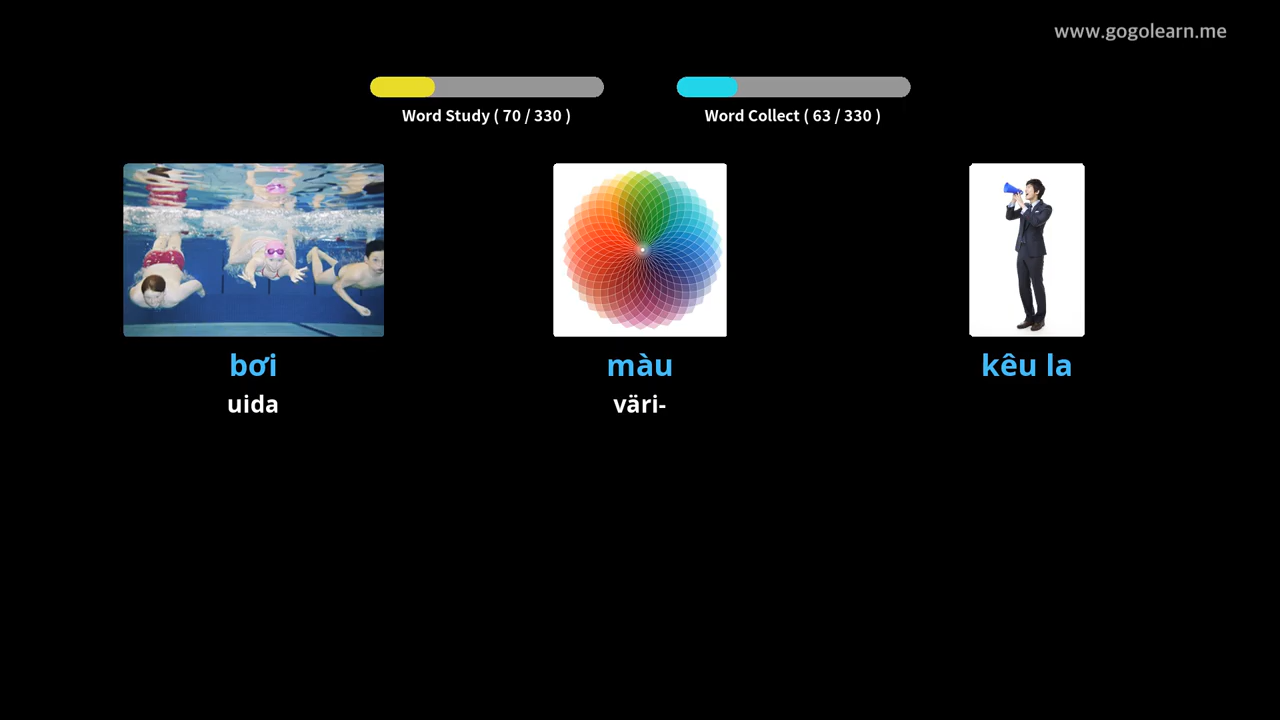 www.gogolearn.me
Word Study ( 70 / 330 )
Word Collect ( 63 / 330 )
bơi
uida
màu
väri-
kêu la